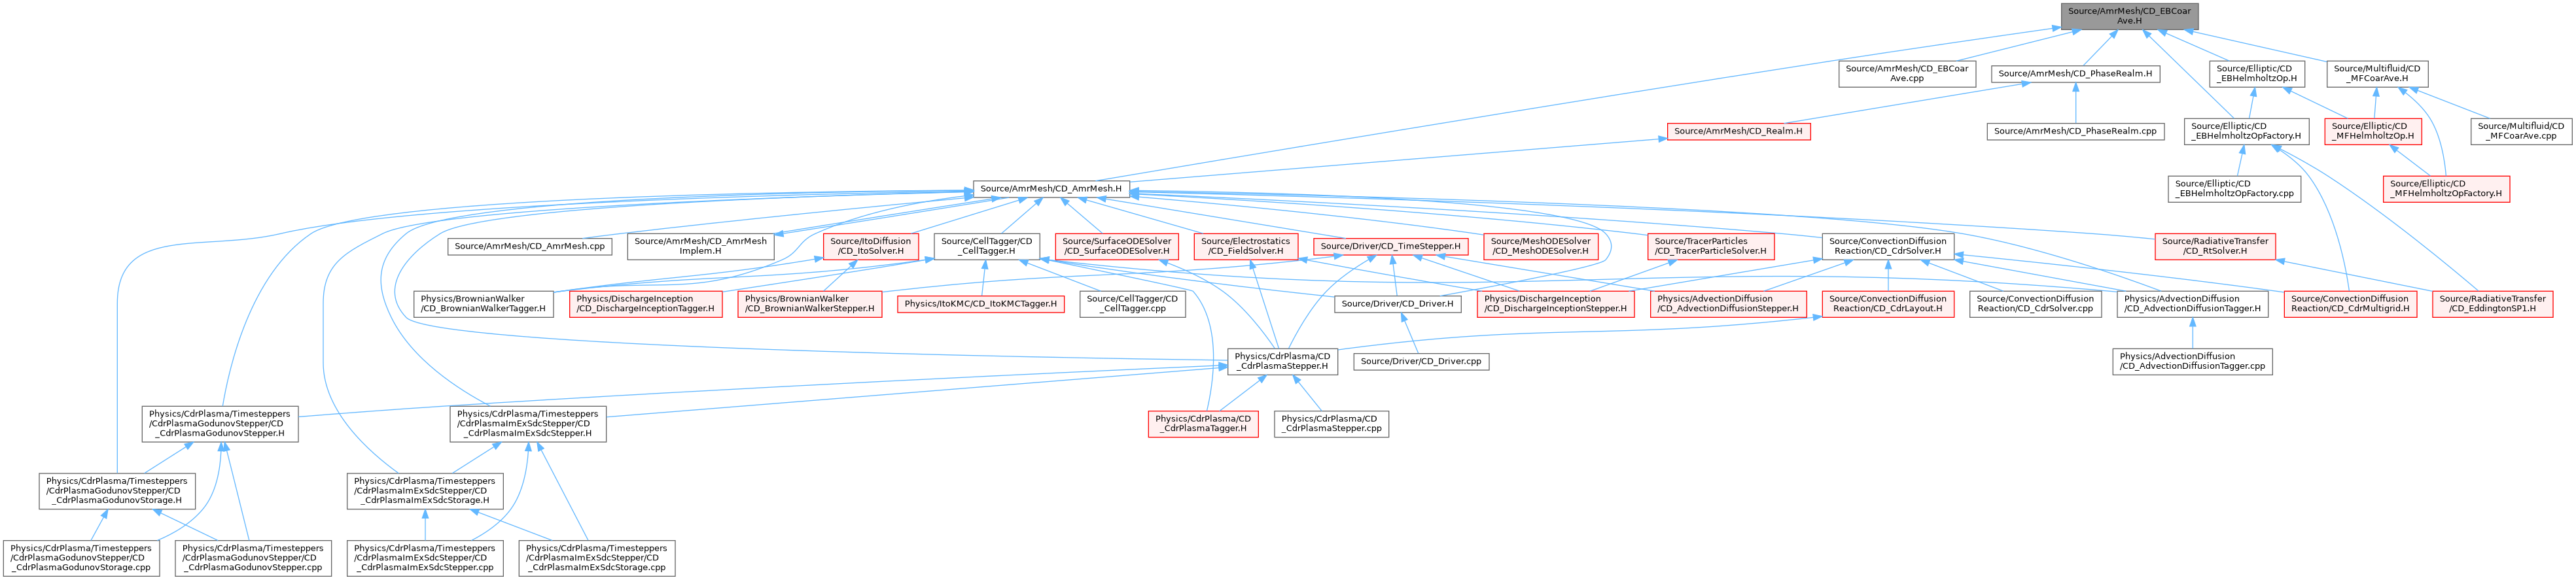 Source/AmrMesh/CD_EBCoar
Ave.H
Source/AmrMesh/CD_EBCoar
Ave.cpp
Source/AmrMesh/CD_PhaseRealm.H
Source/Elliptic/CD
_EBHelmholtzOp.H
Source/Multifluid/CD
_MFCoarAve.H
Source/AmrMesh/CD_Realm.H
Source/AmrMesh/CD_PhaseRealm.cpp
Source/Elliptic/CD
_EBHelmholtzOpFactory.H
Source/Elliptic/CD
_MFHelmholtzOp.H
Source/Multifluid/CD
_MFCoarAve.cpp
Source/AmrMesh/CD_AmrMesh.H
Source/Elliptic/CD
_EBHelmholtzOpFactory.cpp
Source/Elliptic/CD
_MFHelmholtzOpFactory.H
Source/AmrMesh/CD_AmrMesh.cpp
Source/AmrMesh/CD_AmrMesh
Implem.H
Source/ItoDiffusion
/CD_ItoSolver.H
Source/CellTagger/CD
_CellTagger.H
Source/SurfaceODESolver
/CD_SurfaceODESolver.H
Source/Electrostatics
/CD_FieldSolver.H
Source/Driver/CD_TimeStepper.H
Source/MeshODESolver
/CD_MeshODESolver.H
Source/TracerParticles
/CD_TracerParticleSolver.H
Source/ConvectionDiffusion
Reaction/CD_CdrSolver.H
Source/RadiativeTransfer
/CD_RtSolver.H
Physics/BrownianWalker
/CD_BrownianWalkerTagger.H
Physics/DischargeInception
/CD_DischargeInceptionTagger.H
Physics/BrownianWalker
/CD_BrownianWalkerStepper.H
Physics/ItoKMC/CD_ItoKMCTagger.H
Source/CellTagger/CD
_CellTagger.cpp
Source/Driver/CD_Driver.H
Physics/DischargeInception
/CD_DischargeInceptionStepper.H
Physics/AdvectionDiffusion
/CD_AdvectionDiffusionStepper.H
Source/ConvectionDiffusion
Reaction/CD_CdrLayout.H
Source/ConvectionDiffusion
Reaction/CD_CdrSolver.cpp
Physics/AdvectionDiffusion
/CD_AdvectionDiffusionTagger.H
Source/ConvectionDiffusion
Reaction/CD_CdrMultigrid.H
Source/RadiativeTransfer
/CD_EddingtonSP1.H
Physics/CdrPlasma/CD
_CdrPlasmaStepper.H
Source/Driver/CD_Driver.cpp
Physics/AdvectionDiffusion
/CD_AdvectionDiffusionTagger.cpp
Physics/CdrPlasma/Timesteppers
/CdrPlasmaGodunovStepper/CD
_CdrPlasmaGodunovStepper.H
Physics/CdrPlasma/Timesteppers
/CdrPlasmaImExSdcStepper/CD
_CdrPlasmaImExSdcStepper.H
Physics/CdrPlasma/CD
_CdrPlasmaTagger.H
Physics/CdrPlasma/CD
_CdrPlasmaStepper.cpp
Physics/CdrPlasma/Timesteppers
/CdrPlasmaGodunovStepper/CD
_CdrPlasmaGodunovStorage.H
Physics/CdrPlasma/Timesteppers
/CdrPlasmaImExSdcStepper/CD
_CdrPlasmaImExSdcStorage.H
Physics/CdrPlasma/Timesteppers
/CdrPlasmaGodunovStepper/CD
_CdrPlasmaGodunovStorage.cpp
Physics/CdrPlasma/Timesteppers
/CdrPlasmaGodunovStepper/CD
_CdrPlasmaGodunovStepper.cpp
Physics/CdrPlasma/Timesteppers
/CdrPlasmaImExSdcStepper/CD
_CdrPlasmaImExSdcStepper.cpp
Physics/CdrPlasma/Timesteppers
/CdrPlasmaImExSdcStepper/CD
_CdrPlasmaImExSdcStorage.cpp